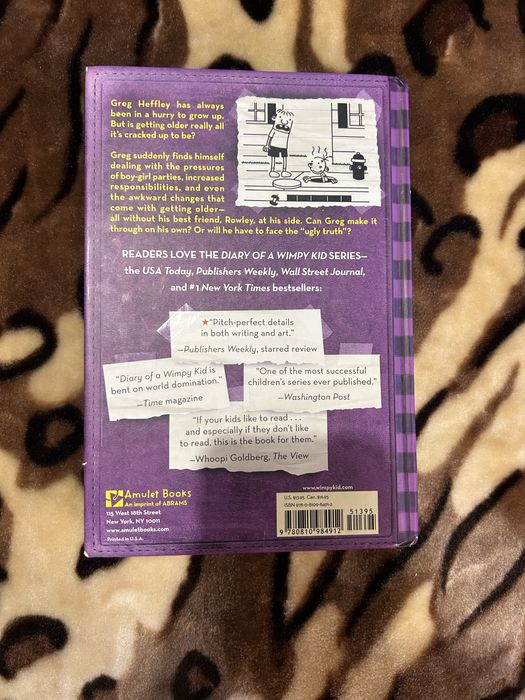 Greg Heffley has always
been in a hurry to grow up.
But is getting older really all
it's cracked up to be?
Greg suddenly finds himself
dealing with the pressures
of boy-girl parties, increased
responsibilities, and even
the awkward changes that
come with getting older—
all without his best friend, Rowley, at his side. Can Greg make it
through on his own? Or will he have to face the "ugly truth"?
READERS LOVE THE DIARY OF A WIMPY KID SERIES—
the USA Today, Publishers Weekly, Wall Street Journal,
and #1 New York Times bestsellers:
★"Pitch-perfect details
in both writing and art."
—Publishers Weekly, starred review
"Diary of a Wimpy Kid is
bent on world domination."
—Time magazine
"One of the most successful
children's series ever published."
—Washington Post
"If your kids like to read . . .
and especially if they don't like
to read, this is the book for them."
—Whoopi Goldberg, The View
Amulet Books
An imprint of ABRAMS
115 West 18th Street
New York, NY 10011
www.amuletbooks.com
Printed in U.S.A.
www.wimpykid.com
U.S. $13.95 Can.
ISBN 978-0-8109-8491-2
51395
9 780810 984912